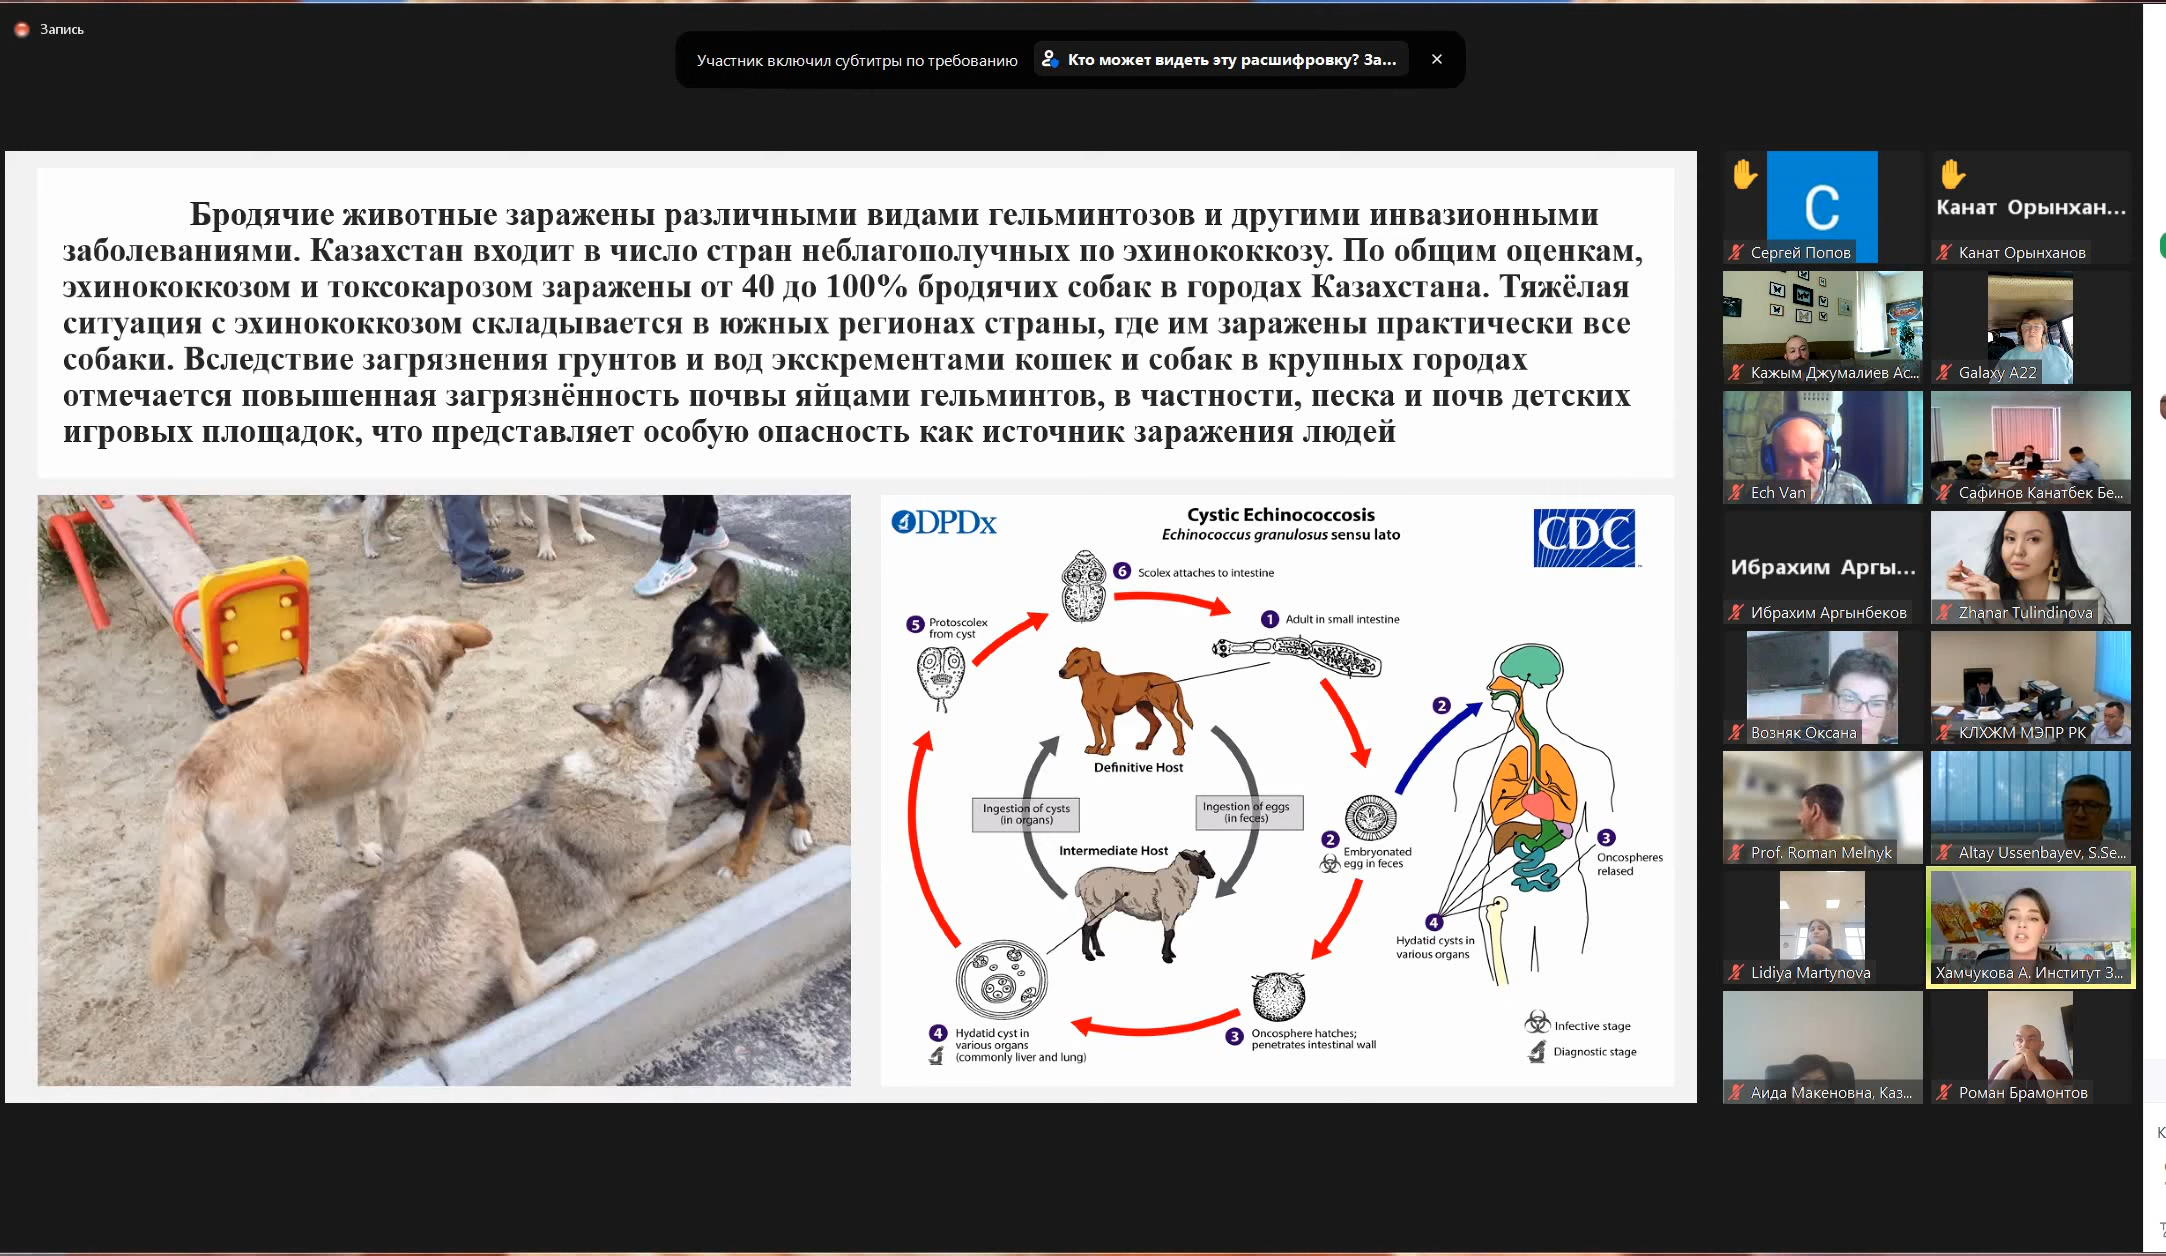 Запись
Участник включил субтитры по требованию
Кто может видеть эту расшифровку? За...
Бродячие животные заражены различными видами гельминтозов и другими инвазионными
заболеваниями. Казахстан входит в число стран неблагополучных по эхинококкозу. По общим оценкам,
эхинококкозом и токсокарозом заражены от 40 до 100% бродячих собак в городах Казахстана. Тяжёлая
ситуация с эхинококкозом складывается в южных регионах страны, где им заражены практически все
собаки. Вследствие загрязнения грунтов и вод экскрементами кошек и собак в крупных городах
отмечается повышенная загрязнённость почвы яйцами гельминтов, в частности, песка и почв детских
игровых площадок, что представляет особую опасность как источник заражения людей
DPDx
Cystic Echinococcosis
Echinococcus granulosus sensu lato
CDC
6 Scolex attaches to intestine
1 Adult in small intestine
5 Protoscolex
from cyst
2
Definitive Host
Ingestion of cysts
(in organs)
Ingestion of eggs
(in feces)
2 Embryonated
egg in feces
3
Oncospheres
relased
Intermediate Host
4
Hydatid cysts in
various organs
4 Hydatid cyst in
various organs
(commonly liver and lung)
3 Oncosphere hatches;
penetrates intestinal wall
Infective stage
Diagnostic stage
С
Сергей Попов
Канат Орынхан...
Канат Орынханов
Кажым Джумалиев Ас...
Galaxy A22
Ech Van
Сафинов Канатбек Бе...
Ибрахим Аргы...
Ибрахим Аргынбеков
Zhanar Tulindinova
Возняк Оксана
КЛХЖМ МЭПР РК
Prof. Roman Melnyk
Altay Ussenbayev, S.Se...
Lidiya Martynova
Хамчукова А. Институт З...
Аида Макеновна, Каз...
Роман Брамонтов